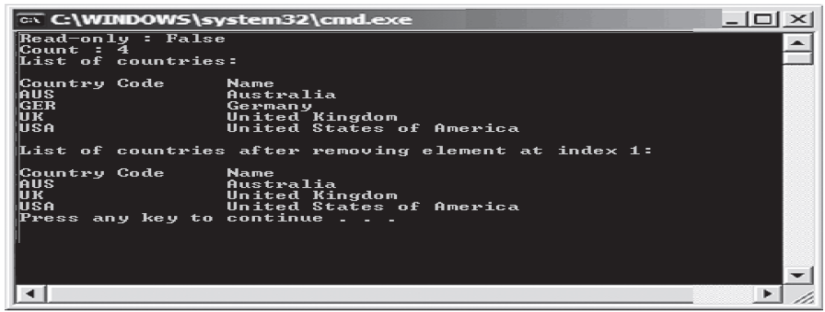 C:\WINDOWS\system32\cmd.exe
Read-only : False
Count : 4
List of countries:
Country Code Name
AUS Australia
GER Germany
UK United Kingdom
USA United States of America
List of countries after removing element at index 1:
Country Code Name
AUS Australia
UK United Kingdom
USA United States of America
Press any key to continue . . .